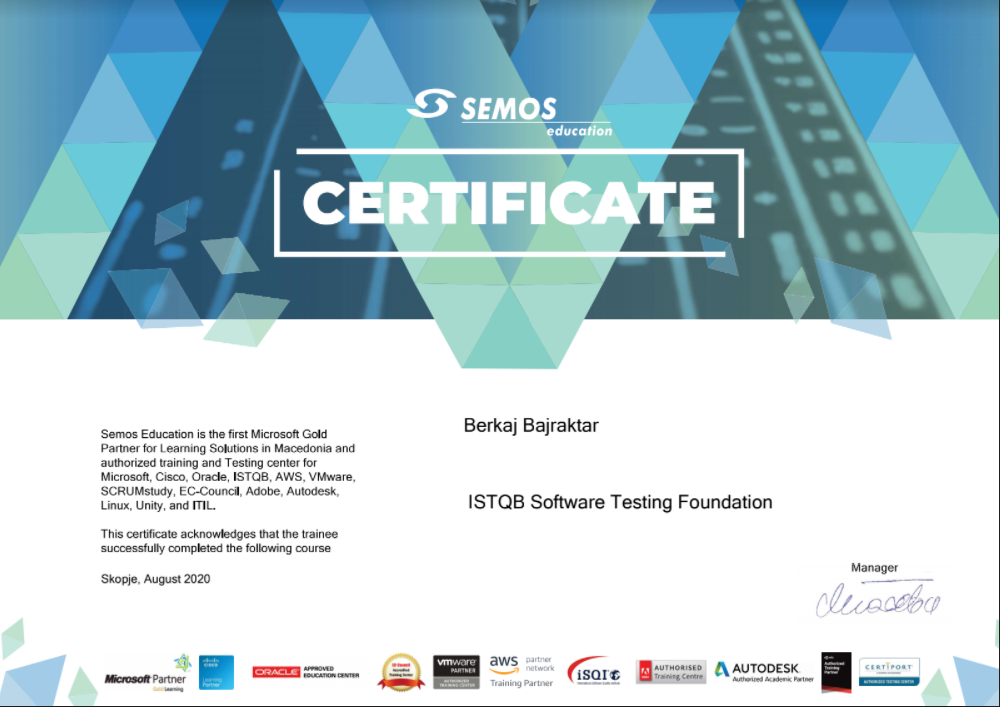 SEMOS
education
CERTIFICATE
Berkaj Bajraktar
Semos Education is the first Microsoft Gold
Partner for Learning Solutions in Macedonia and
authorized training and Testing center for
Microsoft, Cisco, Oracle, ISTQB, AWS, VMware,
SCRUMstudy, EC-Council, Adobe, Autodesk,
Linux, Unity, and ITIL.
ISTQB Software Testing Foundation
This certificate acknowledges that the trainee
successfully completed the following course
Skopje, August 2020
Manager
Microsoft Partner
Gold Learning
CISCO
Learning
Partner
ORACLE APPROVED
EDUCATION CENTER
EC-Council
Accredited
Training Center
vmware
PARTNER
AUTHORIZED
TRAINING CENTER
aws partner
network
Training Partner
iSQI
AUTHORISED
Training Centre
AUTODESK
Authorized Academic Partner
Authorized
Training
Partner
CERTIPORT
AUTHORIZED TESTING CENTER